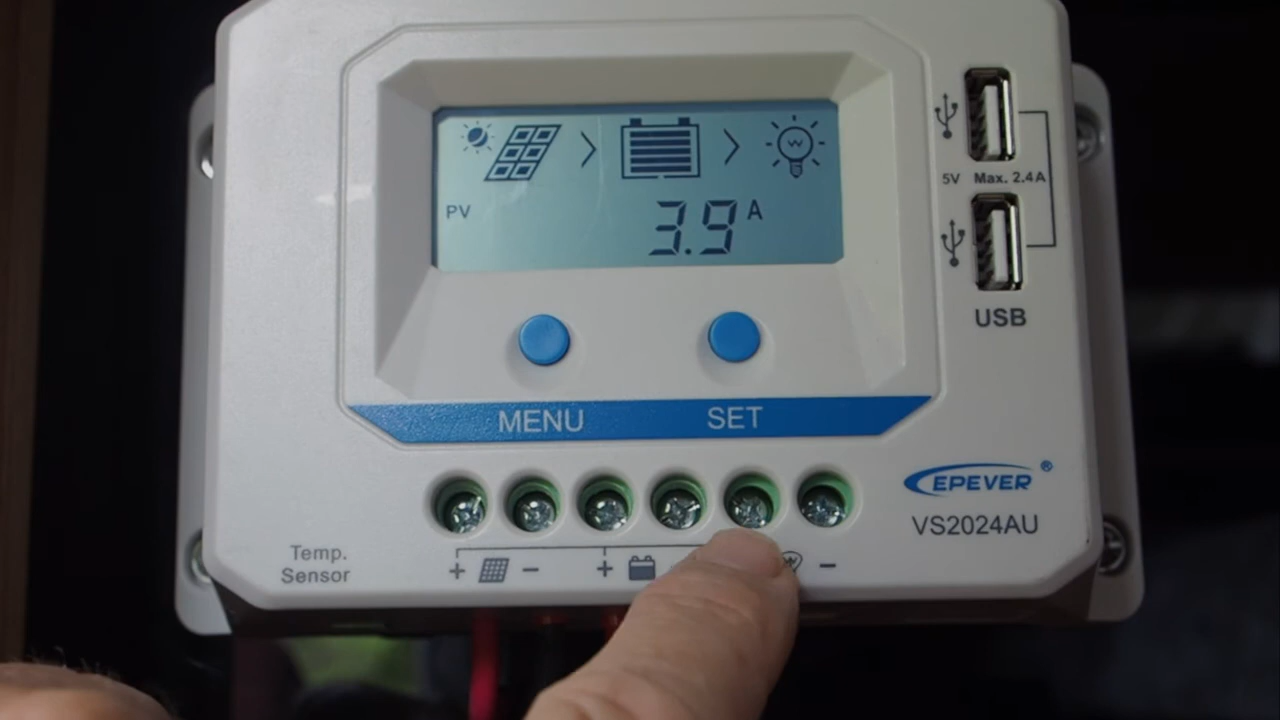 PV
3.9 A
5V Max. 2.4A
USB
MENU SET
EPEVER ®
VS2024AU
Temp.
Sensor
+ − + −